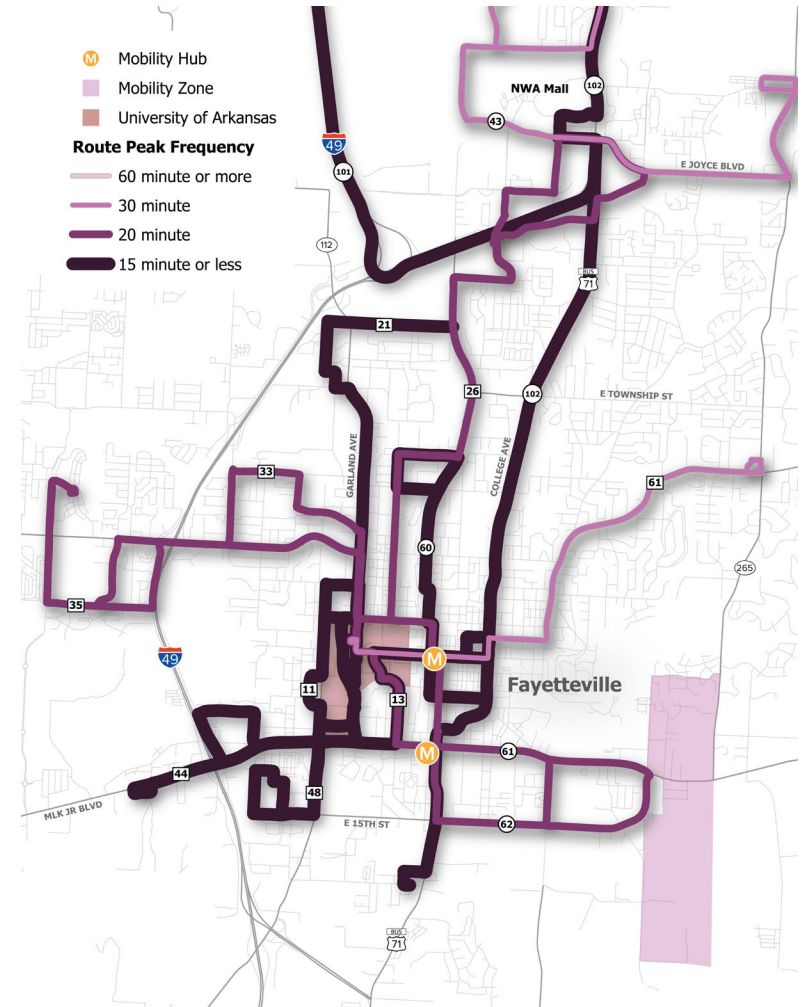 M Mobility Hub
Mobility Zone
University of Arkansas
Route Peak Frequency
60 minute or more
30 minute
20 minute
15 minute or less
NWA Mall
102
43
49
101
E JOYCE BLVD
112
BUS
71
21
26
102
E TOWNSHIP ST
GARLAND AVE
COLLEGE AVE
33
61
60
265
35
49
M
Fayetteville
11
13
M
61
44
48
MLK JR BLVD
E 15TH ST
62
BUS
71